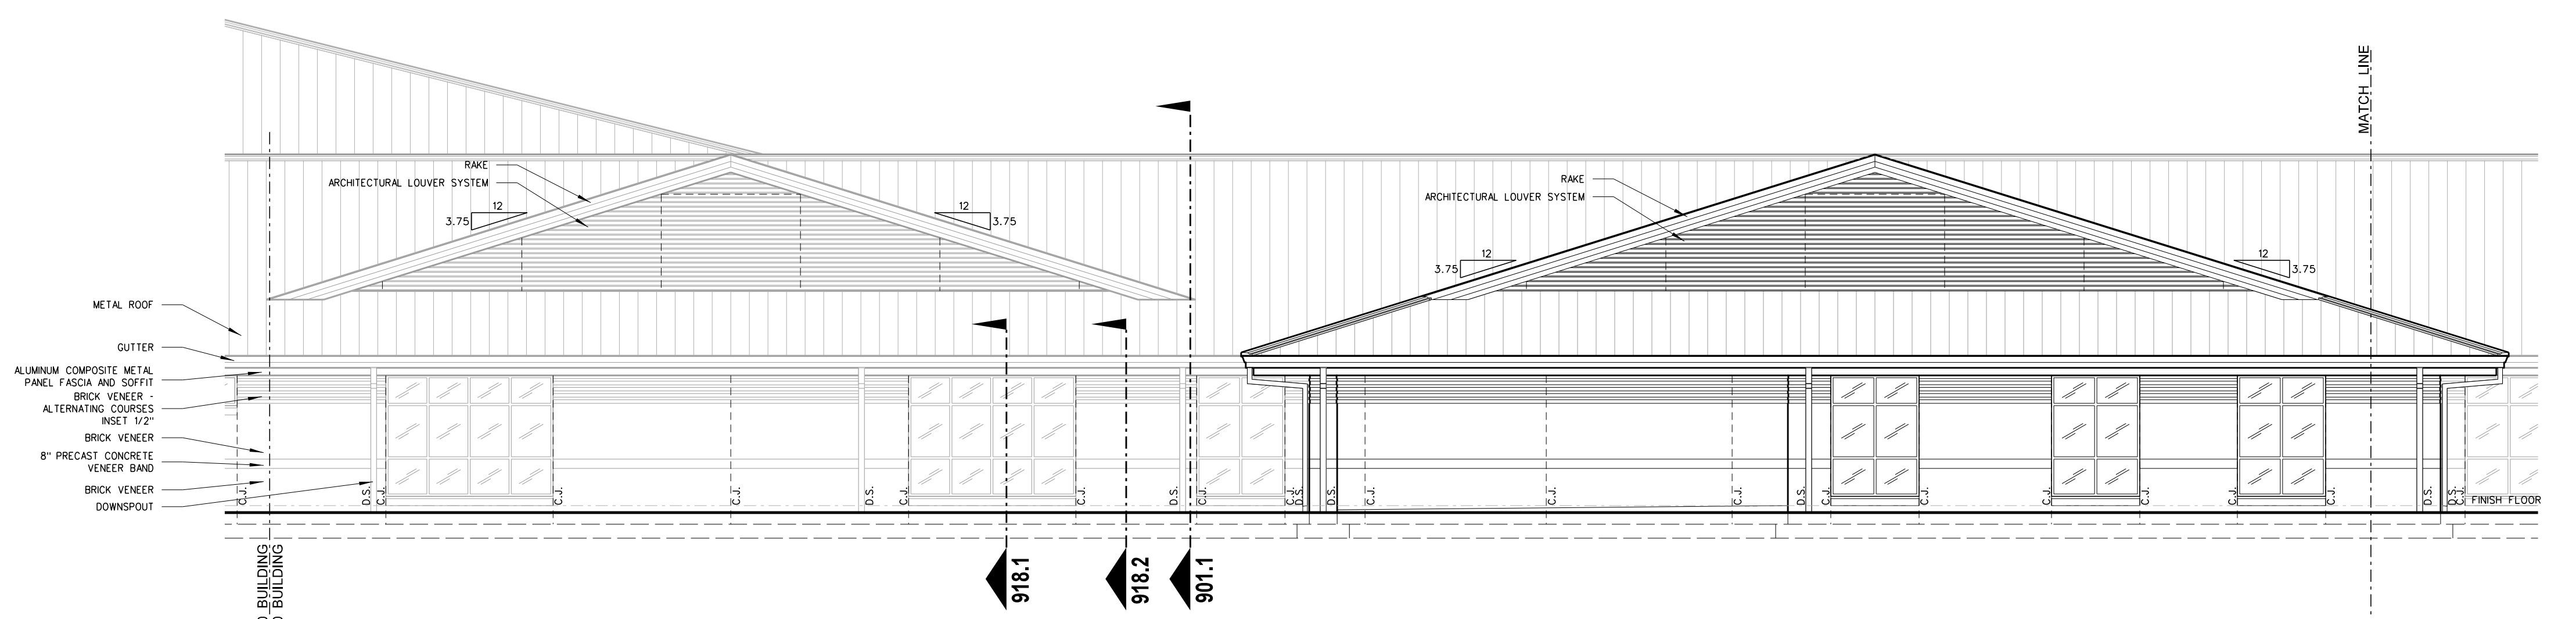 MATCH LINE
RAKE
ARCHITECTURAL LOUVER SYSTEM
12
3.75
12
3.75
RAKE
ARCHITECTURAL LOUVER SYSTEM
12
3.75
12
3.75
METAL ROOF
GUTTER
ALUMINUM COMPOSITE METAL
PANEL FASCIA AND SOFFIT
BRICK VENEER -
ALTERNATING COURSES
INSET 1/2"
BRICK VENEER
8" PRECAST CONCRETE
VENEER BAND
BRICK VENEER
DOWNSPOUT
C.J.
D.S.
C.J.
C.J.
C.J.
D.S.
C.J.
C.J.
D.S.
C.J.
C.J.
D.S.
D.S.
C.J.
C.J.
C.J.
D.S.
C.J.
C.J.
C.J.
C.J.
C.J.
C.J.
D.S.
D.S.
C.J.
FINISH FLOOR
BUILDING
BUILDING
918.1
918.2
901.1